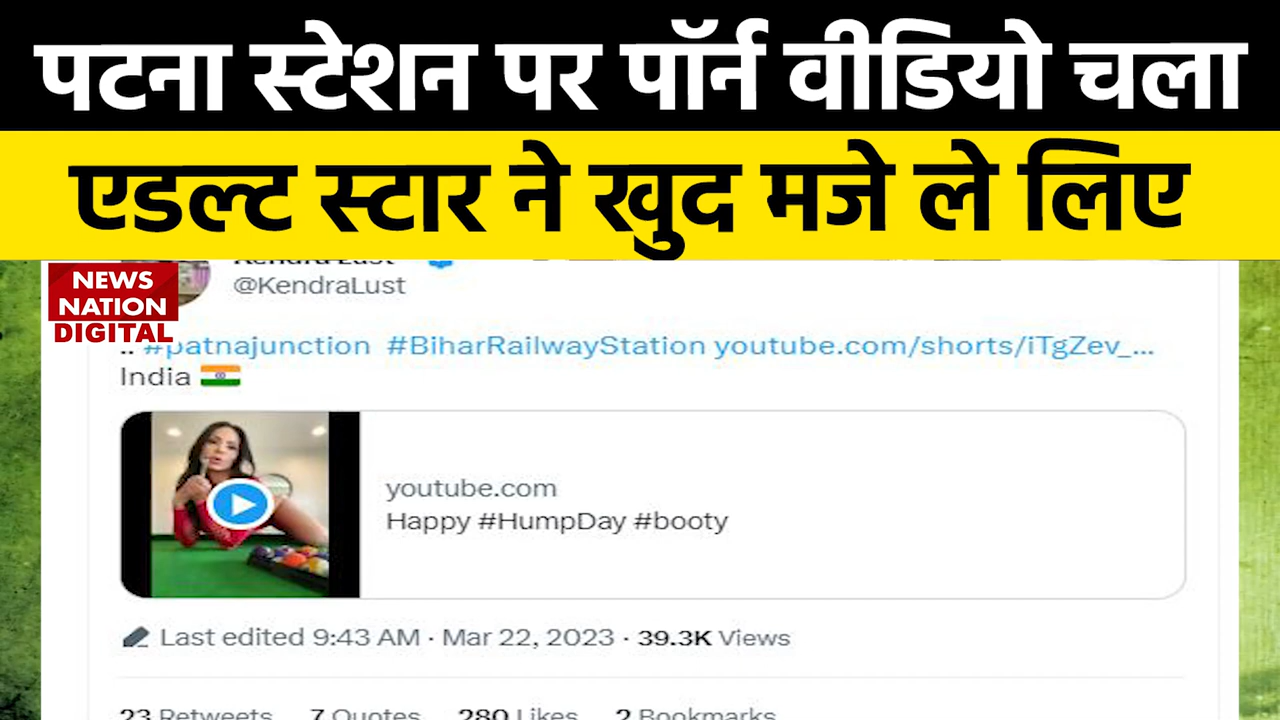 पटना स्टेशन पर पॉर्न वीडियो चला
एडल्ट स्टार ने खुद मजे ले लिए
NEWS
NATION
DIGITAL
Kendra Lust
@KendraLust
.. #patnajunction #BiharRailwayStation youtube.com/shorts/iTgZev_...
India
youtube.com
Happy #HumpDay #booty
Last edited 9:43 AM · Mar 22, 2023 · 39.3K Views
23 Retweets 7 Quotes 280 Likes 2 Bookmarks